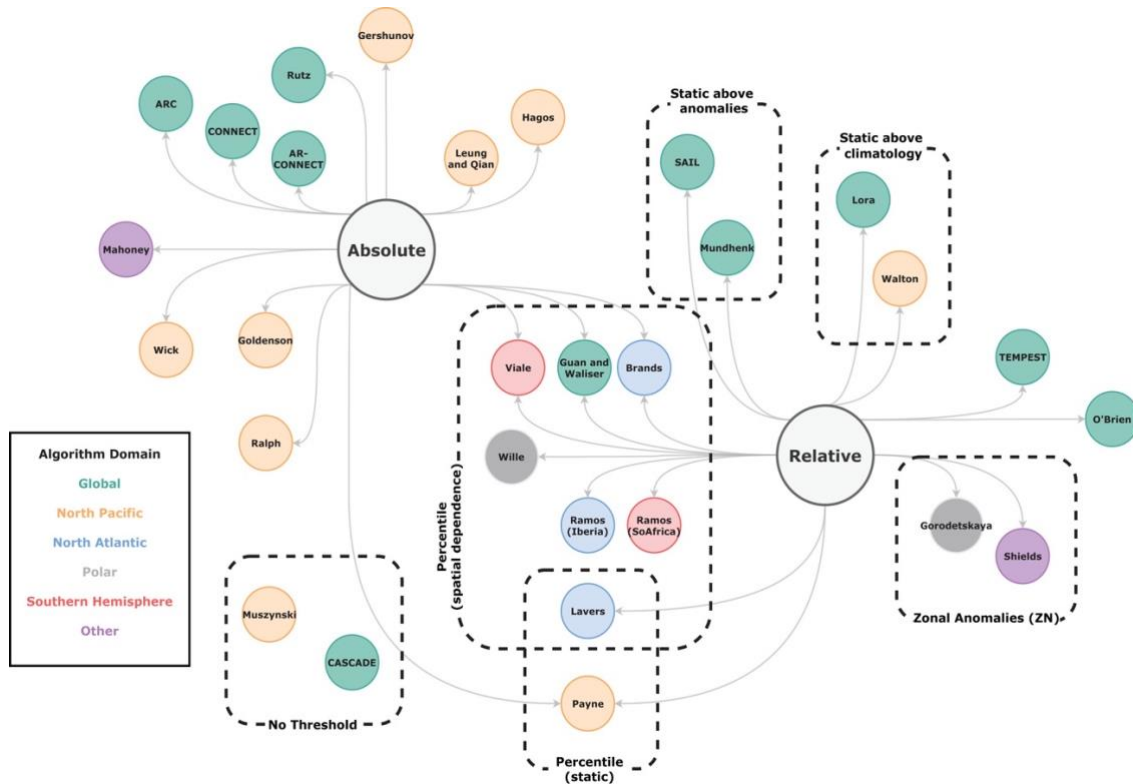 Gershunov
Rutz
ARC
CONNECT
AR-
CONNECT
Leung
and Qian
Hagos
Static above
anomalies
SAIL
Mundhenk
Static above
climatology
Lora
Walton
Mahoney
Absolute
Wick
Goldenson
Ralph
Viale
Guan and
Waliser
Brands
TEMPEST
O'Brien
Wille
Relative
Ramos
(Iberia)
Ramos
(SoAfrica)
Percentile
(spatial dependence)
Gorodetskaya
Shields
Zonal Anomalies (ZN)
Algorithm Domain
Global
North Pacific
North Atlantic
Polar
Southern Hemisphere
Other
Muszynski
CASCADE
No Threshold
Lavers
Payne
Percentile
(static)